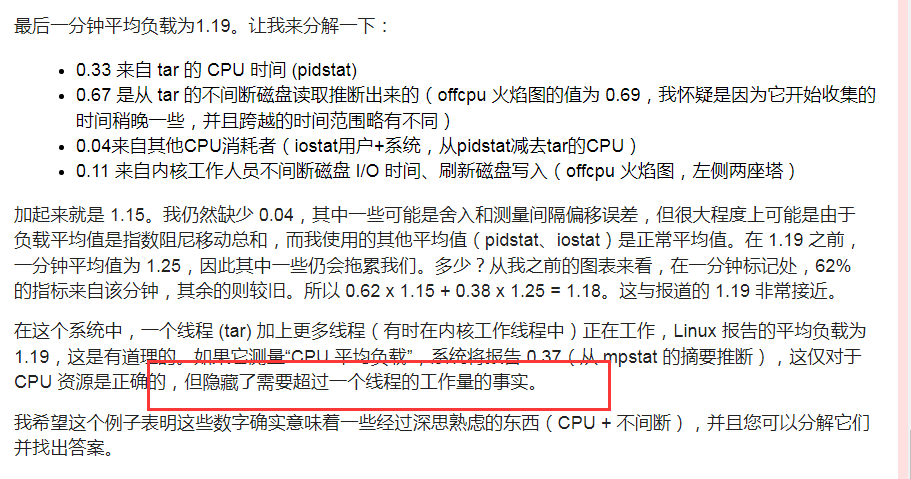 最后一分钟平均负载为1.19。让我来分解一下：
• 0.33 来自 tar 的 CPU 时间 (pidstat)
• 0.67 是从 tar 的不间断磁盘读取推断出来的（offcpu 火焰图的值为 0.69，我怀疑是因为它开始收集的
时间稍晚一些，并且跨越的时间范围略有不同）
• 0.04来自其他CPU消耗者（iostat用户+系统，从pidstat减去tar的CPU）
• 0.11 来自内核工作人员不间断磁盘 I/O 时间、刷新磁盘写入（offcpu 火焰图，左侧两座塔）
加起来就是 1.15。我仍然缺少 0.04，其中一些可能是舍入和测量间隔偏移误差，但很大程度上可能是由于
负载平均值是指数阻尼移动总和，而我使用的其他平均值（pidstat、iostat）是正常平均值。在 1.19 之前，
一分钟平均值为 1.25，因此其中一些仍会拖累我们。多少？从我之前的图表来看，在一分钟标记处，62%
的指标来自该分钟，其余的则较旧。所以 0.62 x 1.15 + 0.38 x 1.25 = 1.18。这与报道的 1.19 非常接近。
在这个系统中，一个线程 (tar) 加上更多线程（有时在内核工作线程中）正在工作，Linux 报告的平均负载为
1.19，这是有道理的。如果它测量“CPU 平均负载”，系统将报告 0.37（从 mpstat 的摘要推断），这仅对于
CPU 资源是正确的，但隐藏了需要超过一个线程的工作量的事实。
我希望这个例子表明这些数字确实意味着一些经过深思熟虑的东西（CPU + 不间断），并且您可以分解它们
并找出答案。